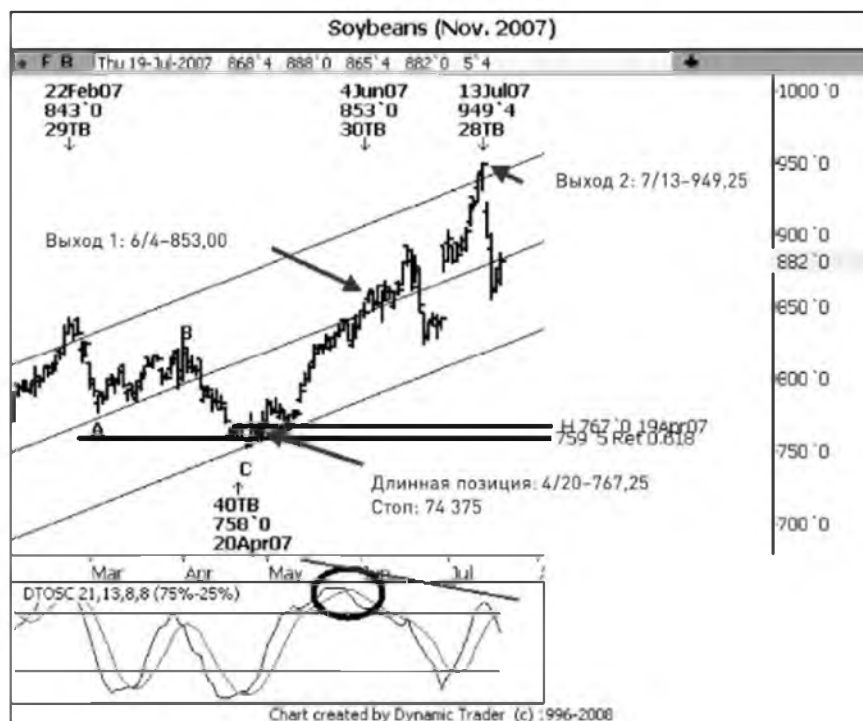 Soybeans (Nov. 2007)
F B Thu 19-Jul-2007 868`4 888`0 865`4 882`0 5`4
22Feb07
843`0
29TB
4Jun07
853`0
30TB
13Jul07
949`4
28TB
1000`0
950`0
900`0
882`0
850`0
800`0
750`0
700`0
Выход 2: 7/13–949,25
Выход 1: 6/4–853,00
B
A
C
H 767`0 19Apr07
759`5 Ret 0.618
Длинная позиция: 4/20–767,25
Стоп: 74 375
40TB
758`0
20Apr07
Mar Apr May Jun Jul A
DTOSC 21,13,8,8 (75%-25%)
Chart created by Dynamic Trader (c) 1996-2008